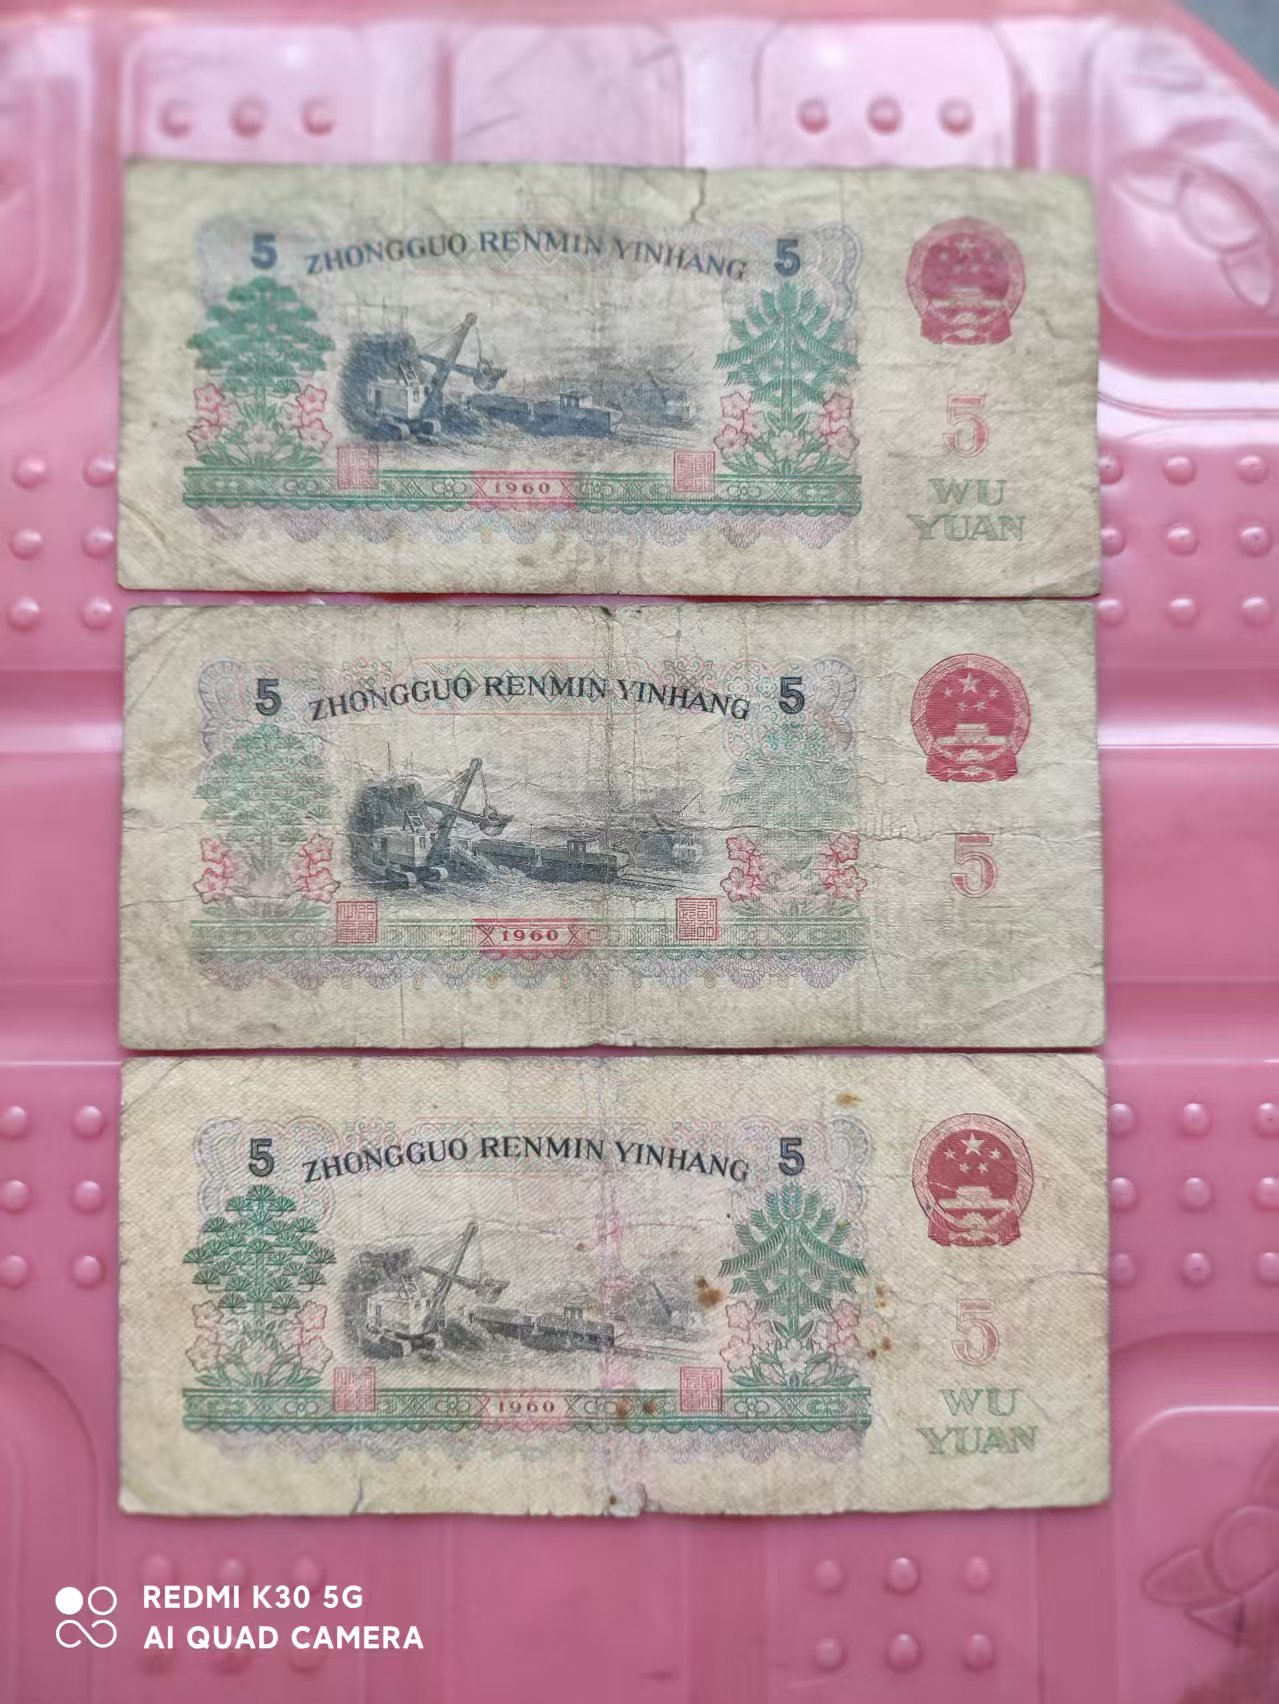 5 ZHONGGUO RENMIN YINHANG 5
5
1960
WU
YUAN
5 ZHONGGUO RENMIN YINHANG 5
5
1960
5 ZHONGGUO RENMIN YINHANG 5
5
1960
WU
YUAN
REDMI K30 5G
AI QUAD CAMERA